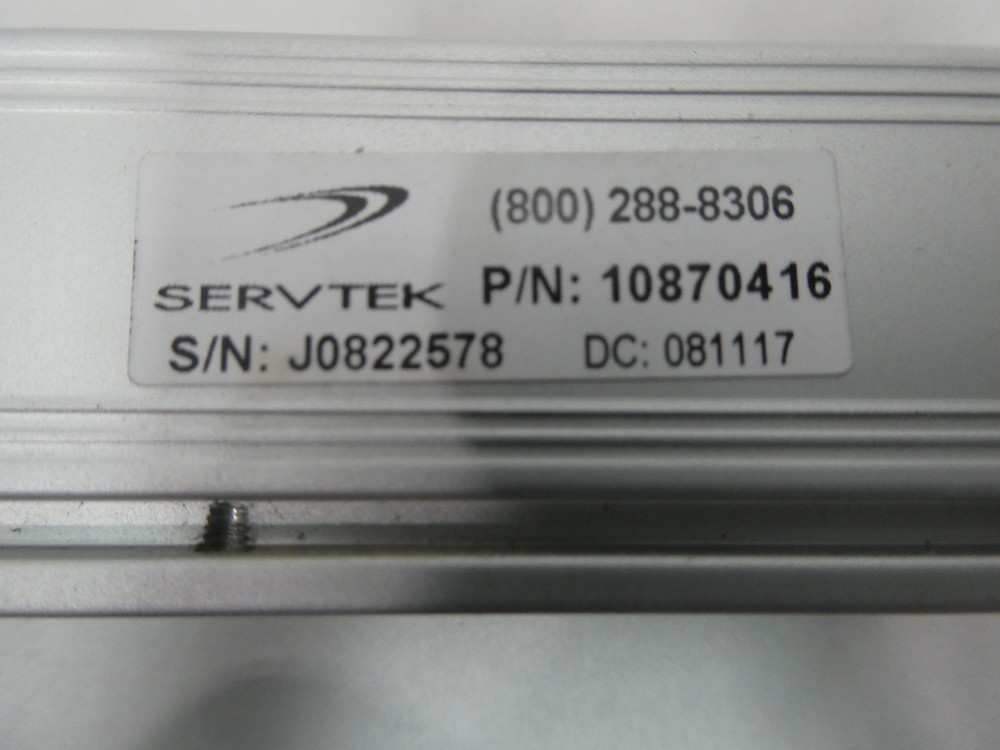 (800) 288-8306
SERVTEK P/N: 10870416
S/N: J0822578 DC: 081117